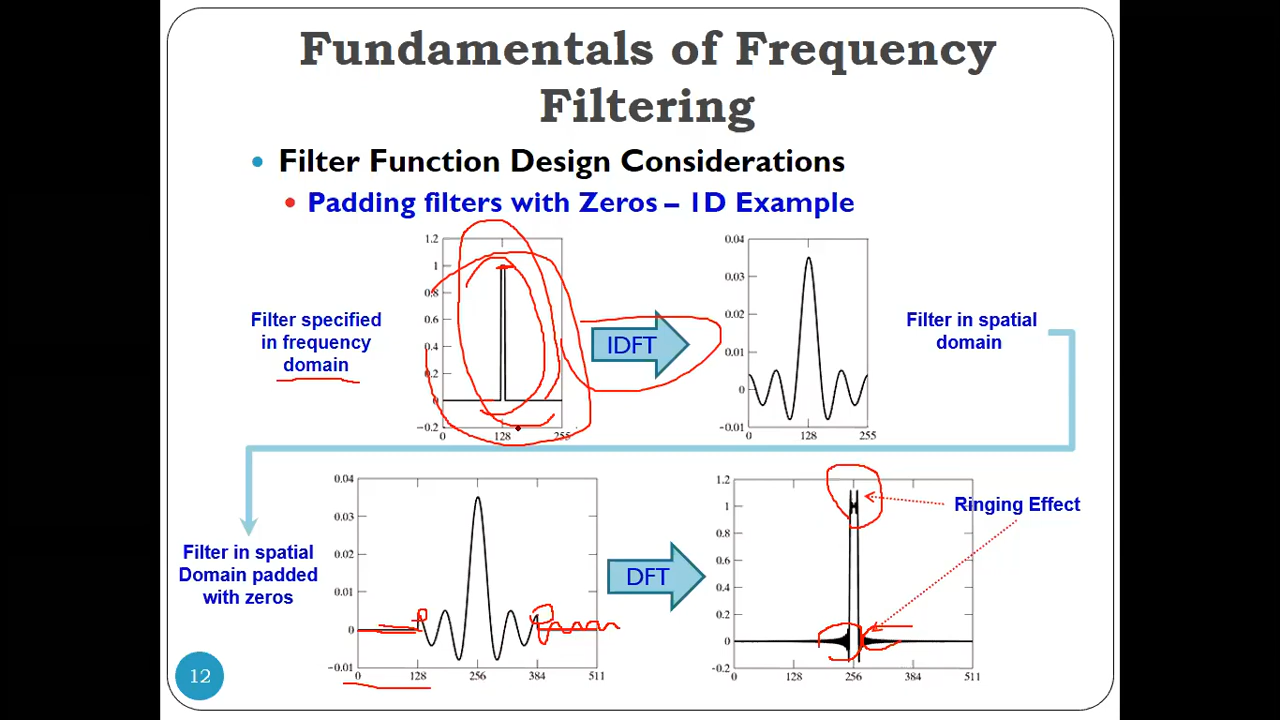 Fundamentals of Frequency
Filtering
• Filter Function Design Considerations
• Padding filters with Zeros – 1D Example
Filter specified
in frequency
domain
1.2
1
0.8
0.6
0.4
0.2
0
−0.2
0 128 255
IDFT
0.04
0.03
0.02
0.01
0
−0.01
0 128 255
Filter in spatial
domain
Filter in spatial
Domain padded
with zeros
0.04
0.03
0.02
0.01
0
−0.01
0 128 256 384 511
DFT
1.2
1
0.8
0.6
0.4
0.2
0
−0.2
0 128 256 384 511
Ringing Effect
12